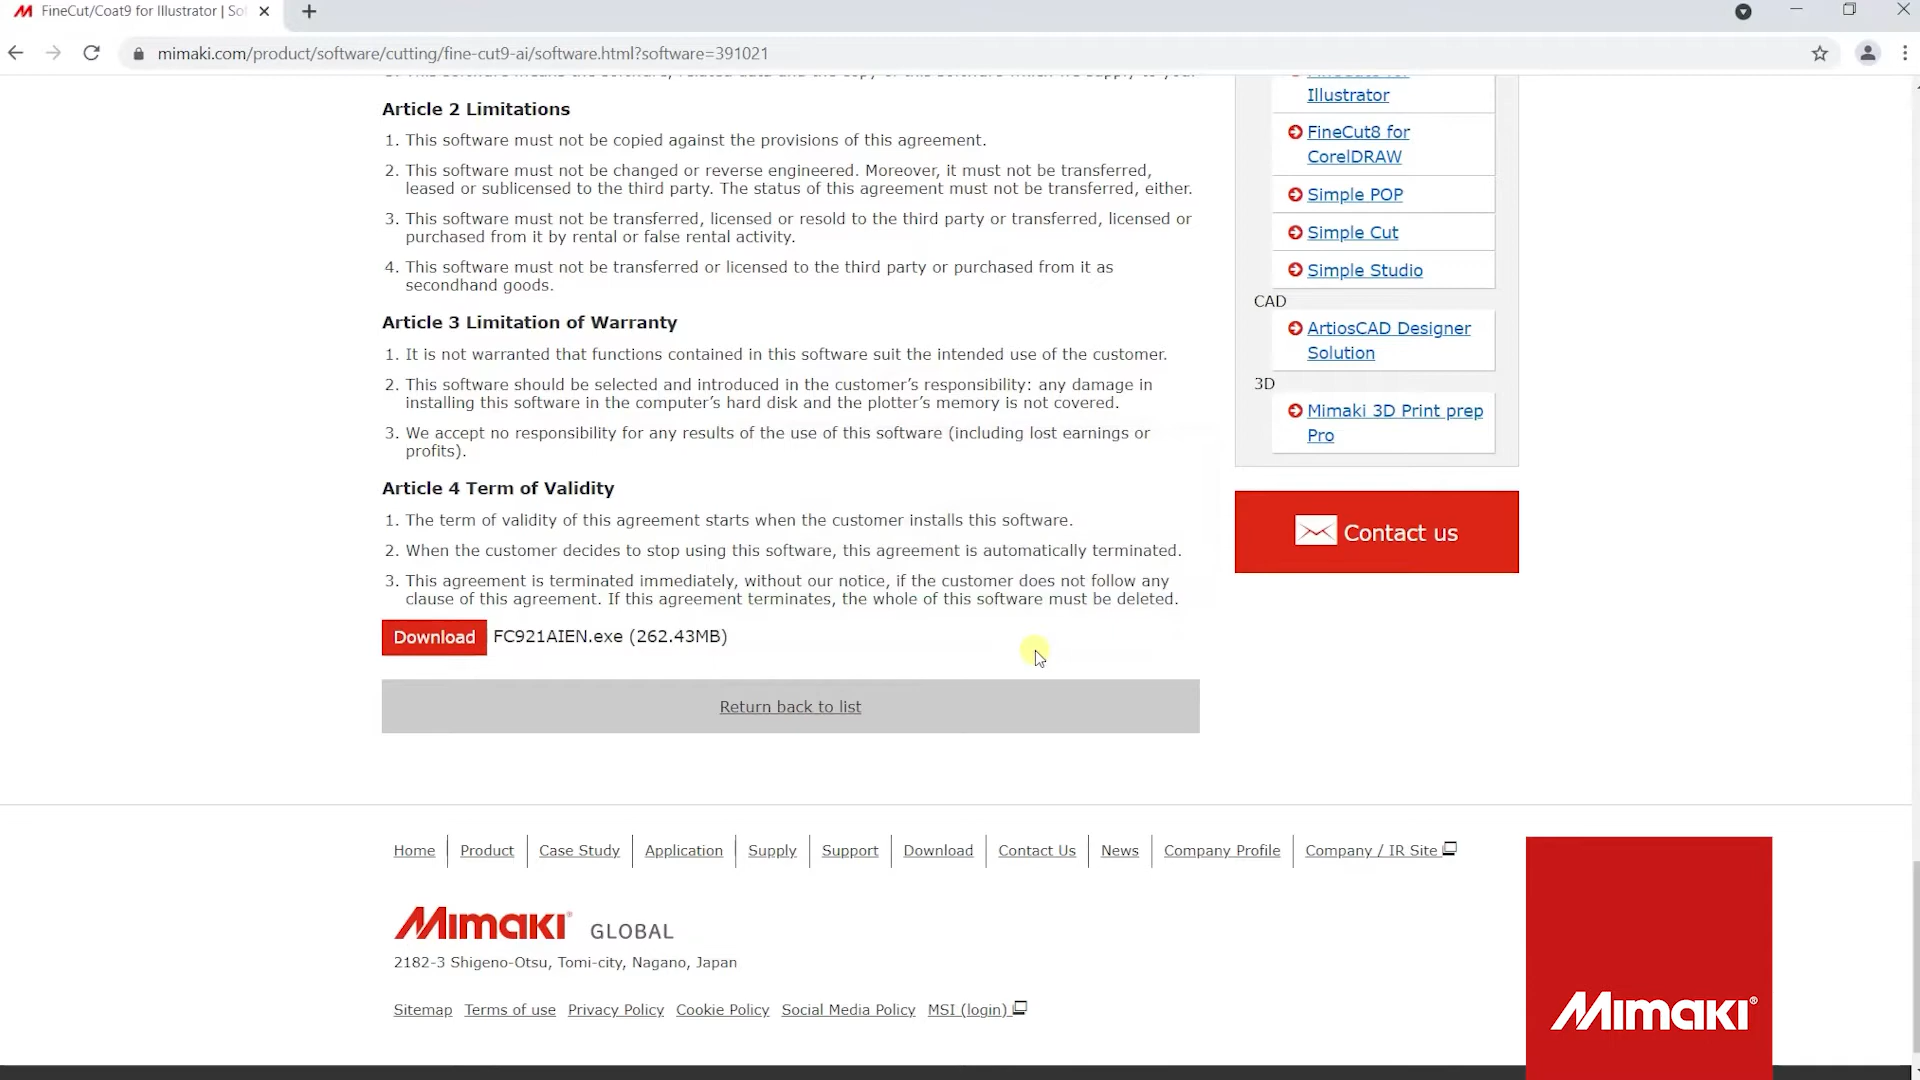 FineCut/Coat9 for Illustrator | So
mimaki.com/product/software/cutting/fine-cut9-ai/software.html?software=391021
Article 2 Limitations
1. This software must not be copied against the provisions of this agreement.
2. This software must not be changed or reverse engineered. Moreover, it must not be transferred,
leased or sublicensed to the third party. The status of this agreement must not be transferred, either.
3. This software must not be transferred, licensed or resold to the third party or transferred, licensed or
purchased from it by rental or false rental activity.
4. This software must not be transferred or licensed to the third party or purchased from it as
secondhand goods.
Article 3 Limitation of Warranty
1. It is not warranted that functions contained in this software suit the intended use of the customer.
2. This software should be selected and introduced in the customer's responsibility: any damage in
installing this software in the computer's hard disk and the plotter's memory is not covered.
3. We accept no responsibility for any results of the use of this software (including lost earnings or
profits).
Article 4 Term of Validity
1. The term of validity of this agreement starts when the customer installs this software.
2. When the customer decides to stop using this software, this agreement is automatically terminated.
3. This agreement is terminated immediately, without our notice, if the customer does not follow any
clause of this agreement. If this agreement terminates, the whole of this software must be deleted.
Download FC921AIEN.exe (262.43MB)
Return back to list
Illustrator
FineCut8 for
CorelDRAW
Simple POP
Simple Cut
Simple Studio
CAD
ArtiosCAD Designer
Solution
3D
Mimaki 3D Print prep
Pro
Contact us
Home Product Case Study Application Supply Support Download Contact Us News Company Profile Company / IR Site
Mimaki® GLOBAL
2182-3 Shigeno-Otsu, Tomi-city, Nagano, Japan
Sitemap Terms of use Privacy Policy Cookie Policy Social Media Policy MSI (login)
Mimaki®